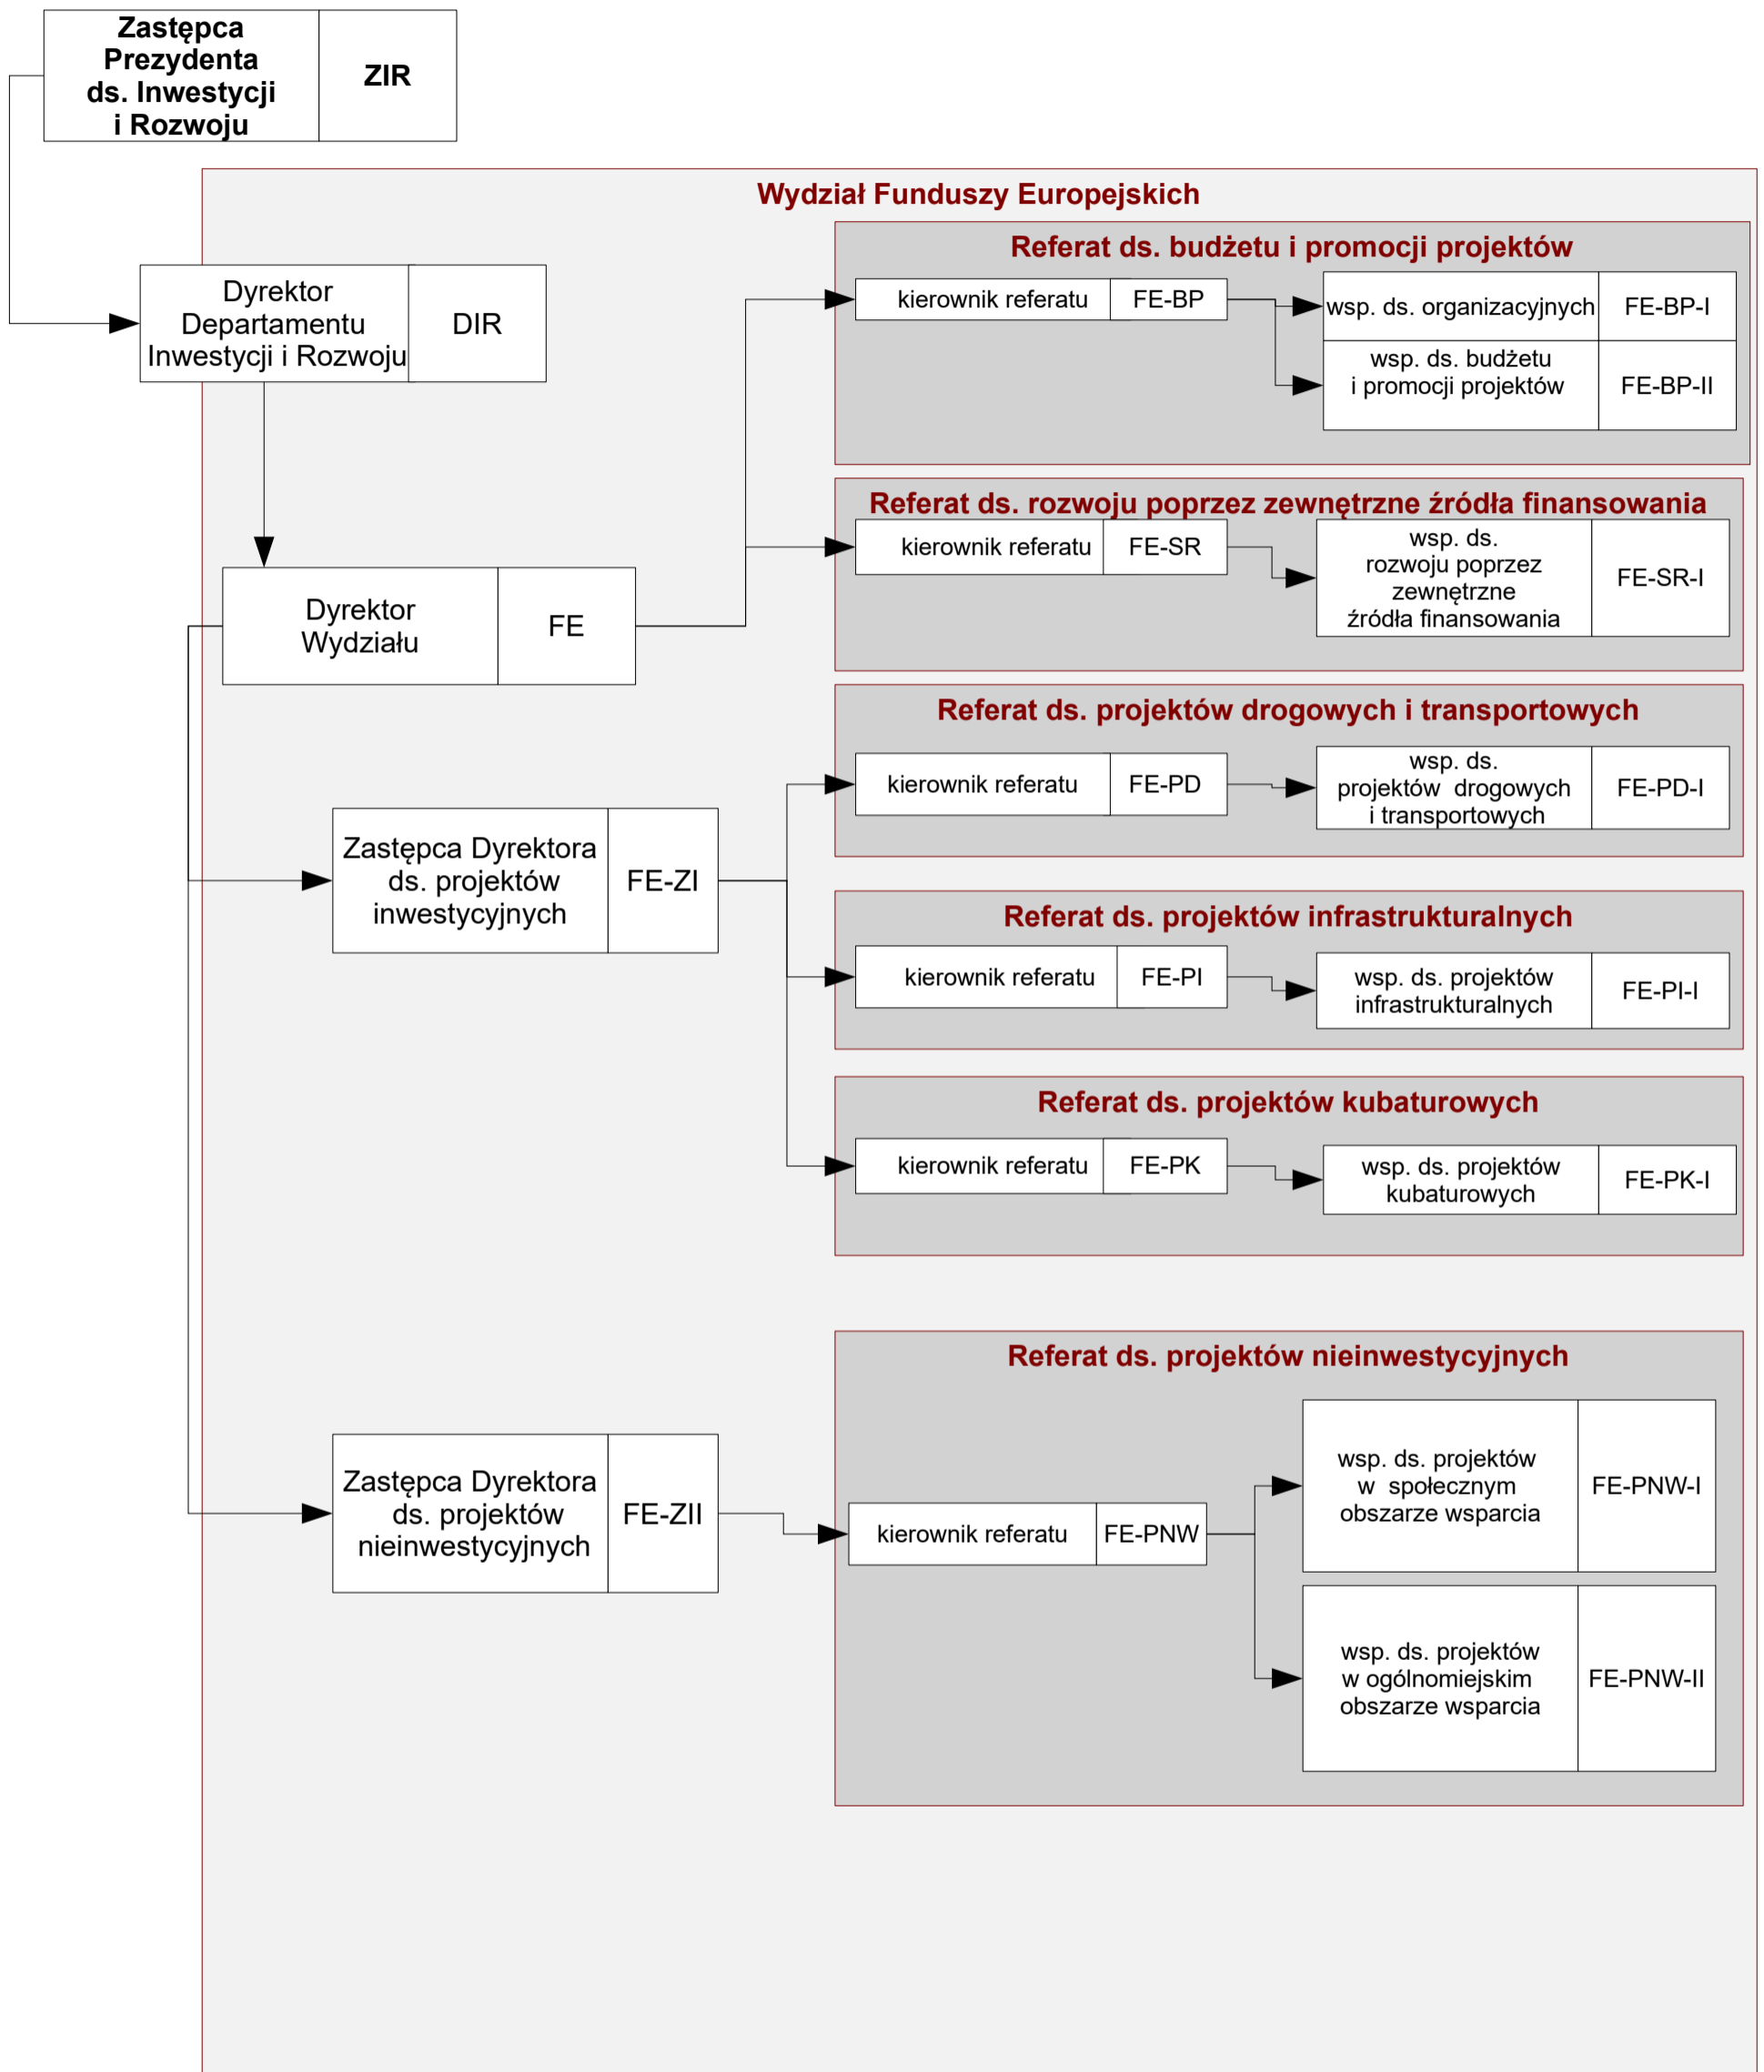 Zastępca
Prezydenta
ds. Inwestycji
i Rozwoju
ZIR
Wydział Funduszy Europejskich
Dyrektor
Departamentu
Inwestycji i Rozwoju
DIR
Referat ds. budżetu i promocji projektów
kierownik referatu
FE-BP
wsp. ds. organizacyjnych
FE-BP-I
wsp. ds. budżetu
i promocji projektów
FE-BP-II
Referat ds. rozwoju poprzez zewnętrzne źródła finansowania
kierownik referatu
FE-SR
wsp. ds.
rozwoju poprzez
zewnętrzne
źródła finansowania
FE-SR-I
Dyrektor
Wydziału
FE
Referat ds. projektów drogowych i transportowych
kierownik referatu
FE-PD
wsp. ds.
projektów  drogowych
i transportowych
FE-PD-I
Zastępca Dyrektora
ds. projektów
inwestycyjnych
FE-ZI
Referat ds. projektów infrastrukturalnych
kierownik referatu
FE-PI
wsp. ds. projektów
infrastrukturalnych
FE-PI-I
Referat ds. projektów kubaturowych
kierownik referatu
FE-PK
wsp. ds. projektów
kubaturowych
FE-PK-I
Referat ds. projektów nieinwestycyjnych
Zastępca Dyrektora
ds. projektów
nieinwestycyjnych
FE-ZII
kierownik referatu
FE-PNW
wsp. ds. projektów
w  społecznym
obszarze wsparcia
FE-PNW-I
wsp. ds. projektów
w ogólnomiejskim
obszarze wsparcia
FE-PNW-II